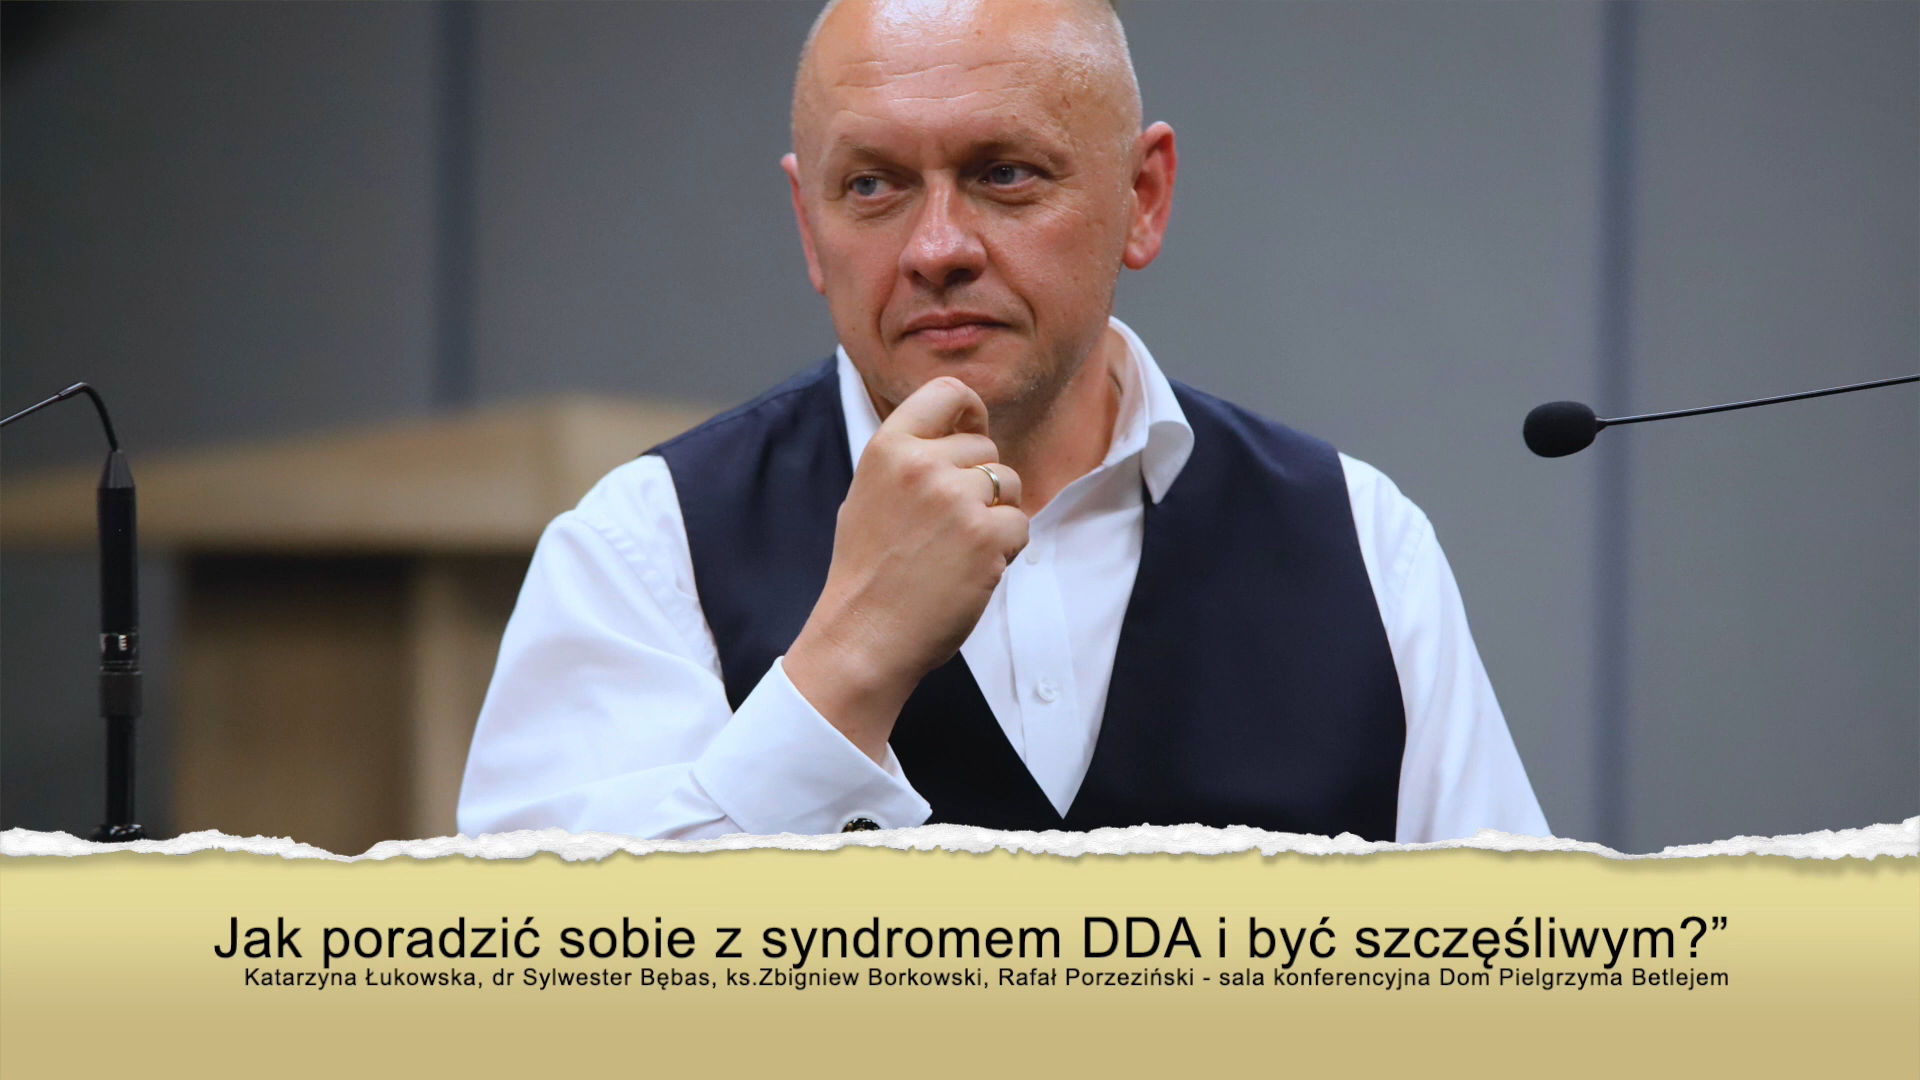 Jak poradzić sobie z syndromem DDA i być szczęśliwym?”
Katarzyna Łukowska, dr Sylwester Bębas, ks.Zbigniew Borkowski, Rafał Porzeziński - sala konferencyjna Dom Pielgrzyma Betlejem